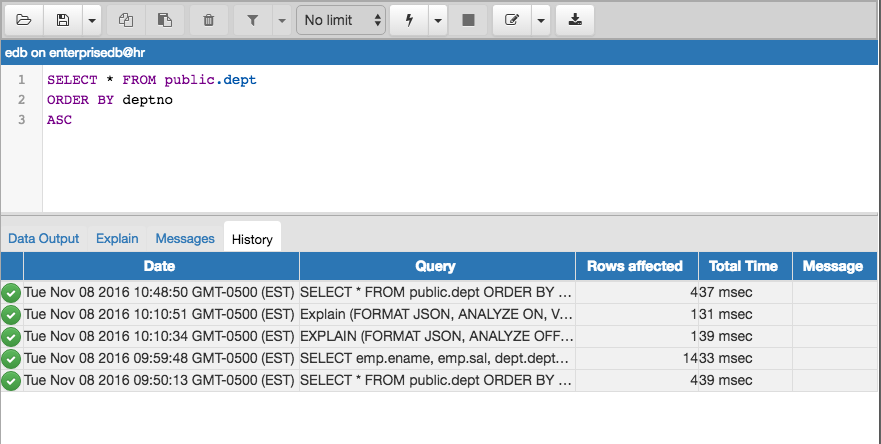 No limit
edb on enterprisedb@hr
1 SELECT * FROM public.dept
2 ORDER BY deptno
3 ASC
Data Output Explain Messages History
Date Query Rows affected Total Time Message
Tue Nov 08 2016 10:48:50 GMT-0500 (EST) SELECT * FROM public.dept ORDER BY ... 4 37 msec
Tue Nov 08 2016 10:10:51 GMT-0500 (EST) Explain (FORMAT JSON, ANALYZE ON, V... 1 31 msec
Tue Nov 08 2016 10:10:34 GMT-0500 (EST) EXPLAIN (FORMAT JSON, ANALYZE OFF... 1 39 msec
Tue Nov 08 2016 09:59:48 GMT-0500 (EST) SELECT emp.ename, emp.sal, dept.dept... 14 33 msec
Tue Nov 08 2016 09:50:13 GMT-0500 (EST) SELECT * FROM public.dept ORDER BY ... 4 39 msec